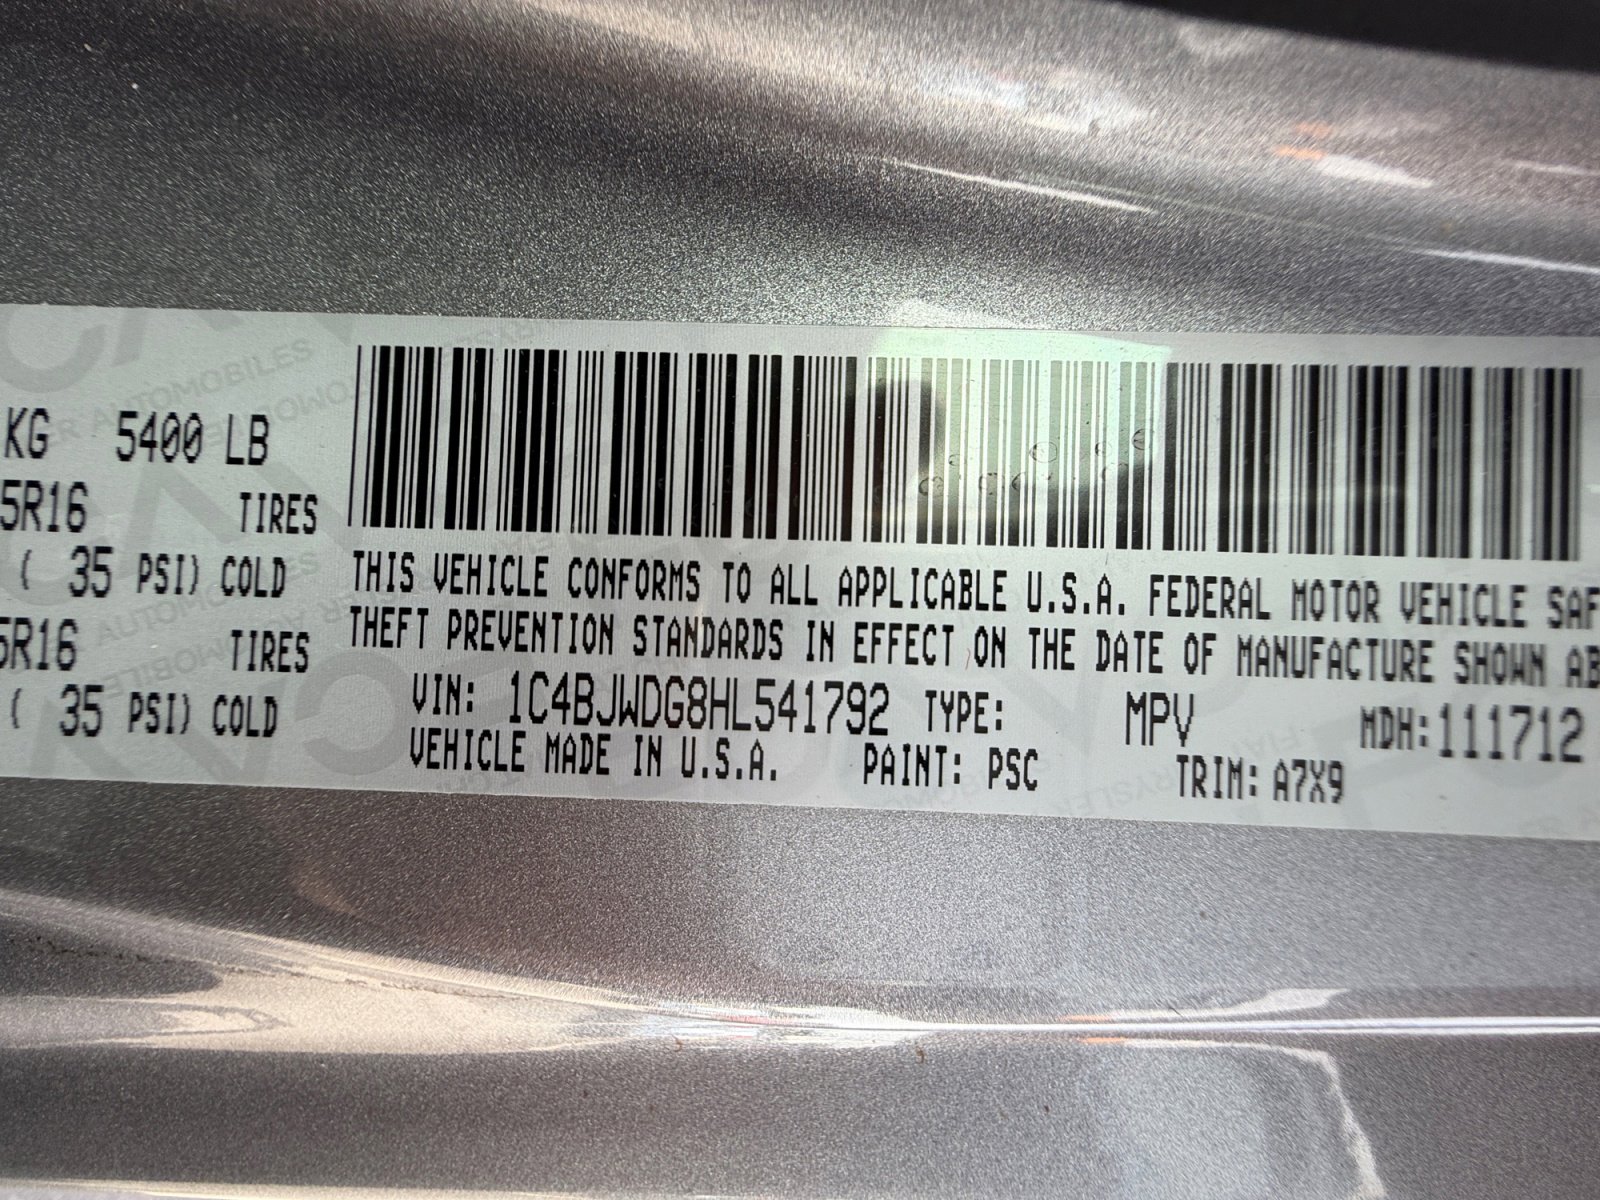 KG 5400 LB
5R16 TIRES
( 35 PSI) COLD
5R16 TIRES
( 35 PSI) COLD
THIS VEHICLE CONFORMS TO ALL APPLICABLE U.S.A. FEDERAL MOTOR VEHICLE SAF
THEFT PREVENTION STANDARDS IN EFFECT ON THE DATE OF MANUFACTURE SHOWN AB
VIN: 1C4BJWDG8HL541792 TYPE: MPV MDH:111712
VEHICLE MADE IN U.S.A. PAINT: PSC TRIM: A7X9